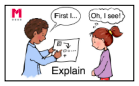 M
First I...
Oh, I see!
Explain